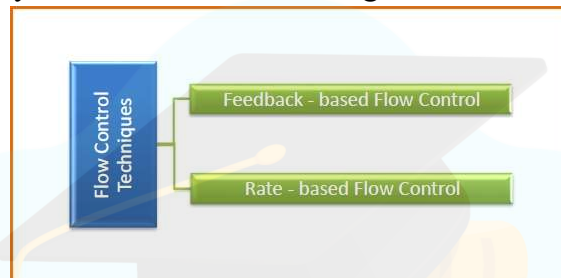 Flow Control
Techniques
Feedback - based Flow Control
Rate - based Flow Control